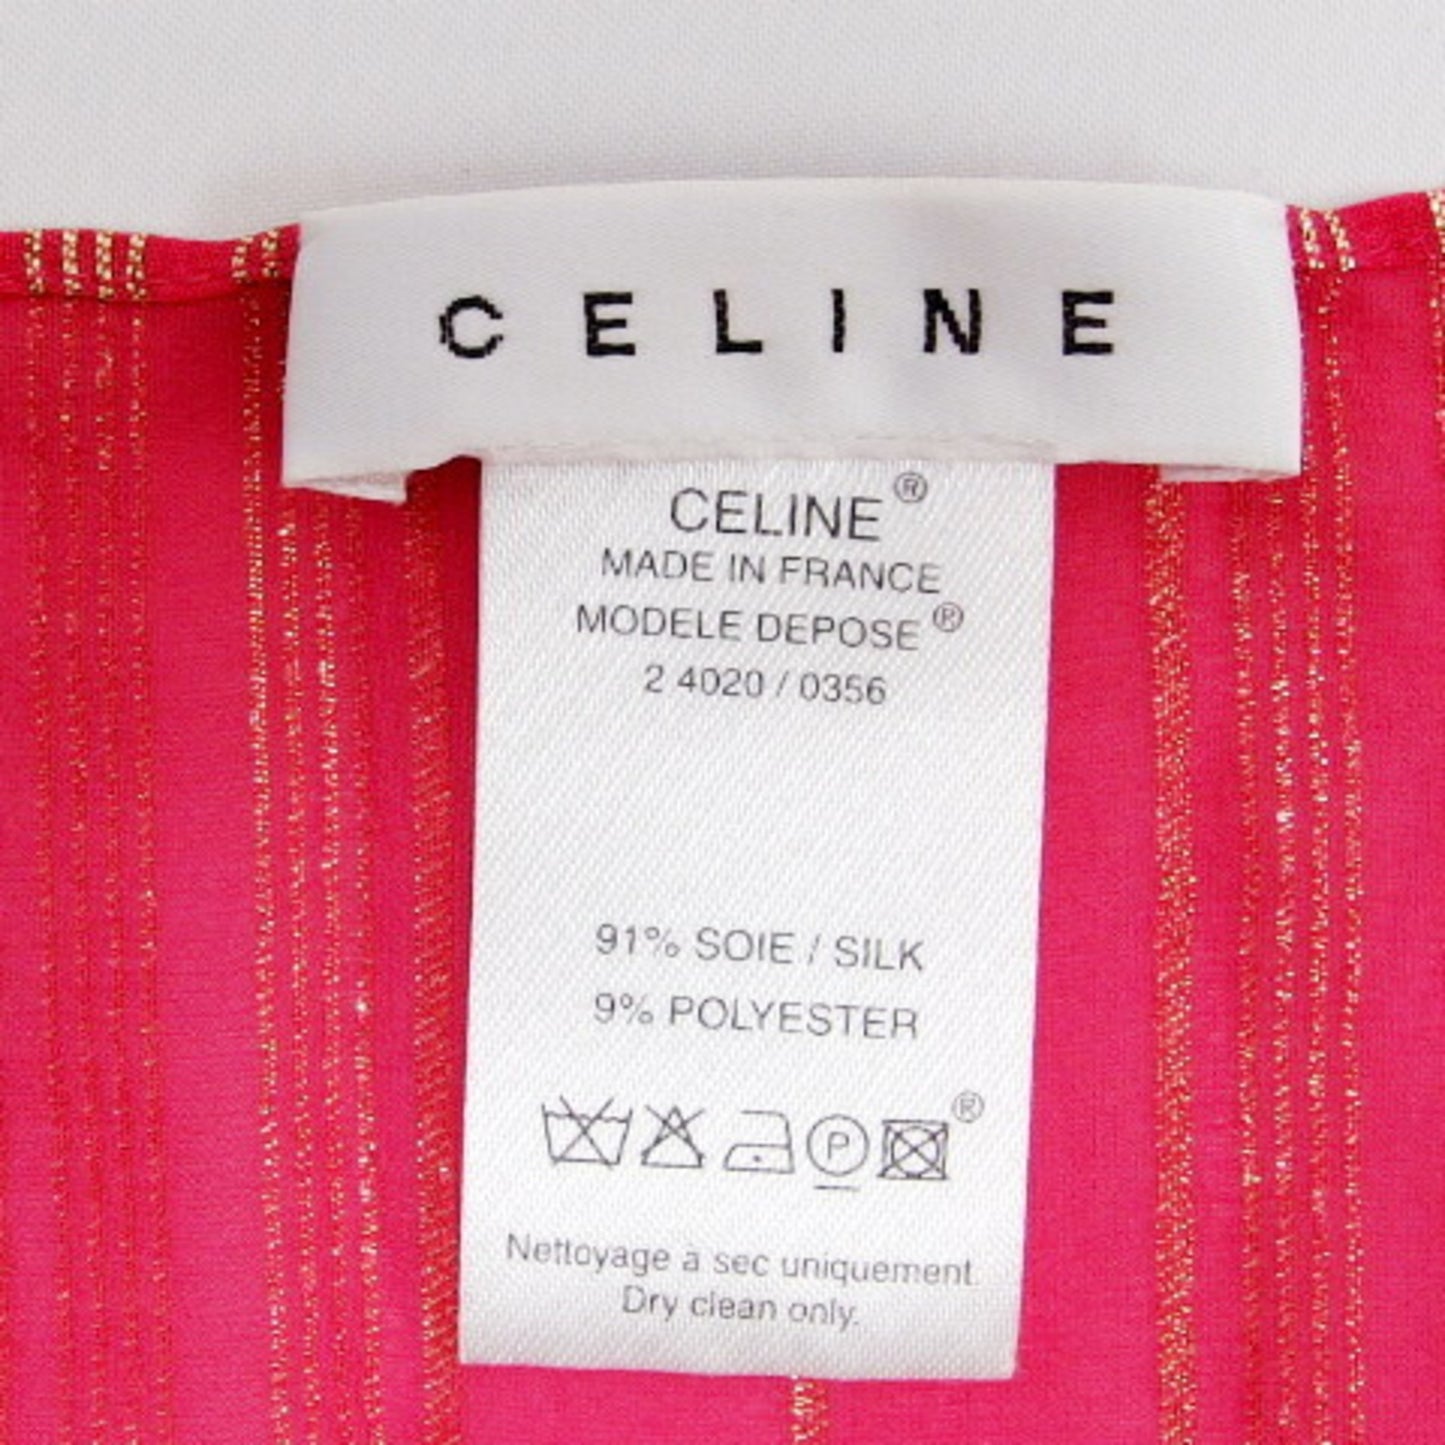 CELINE
CELINE®
MADE IN FRANCE
MODELE DEPOSE®
2 4020 / 0356
91% SOIE / SILK
9% POLYESTER
P ®
Nettoyage à sec uniquement.
Dry clean only.